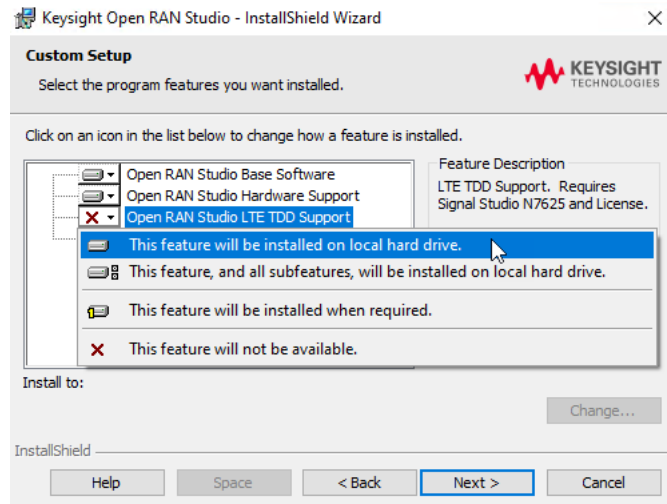 Keysight Open RAN Studio - InstallShield Wizard
Custom Setup
Select the program features you want installed.
KEYSIGHT
TECHNOLOGIES
Click on an icon in the list below to change how a feature is installed.
Open RAN Studio Base Software
Open RAN Studio Hardware Support
Open RAN Studio LTE TDD Support
Feature Description
LTE TDD Support. Requires
Signal Studio N7625 and License.
This feature will be installed on local hard drive.
This feature, and all subfeatures, will be installed on local hard drive.
This feature will be installed when required.
This feature will not be available.
Install to:
Change...
InstallShield
Help
Space
< Back
Next >
Cancel